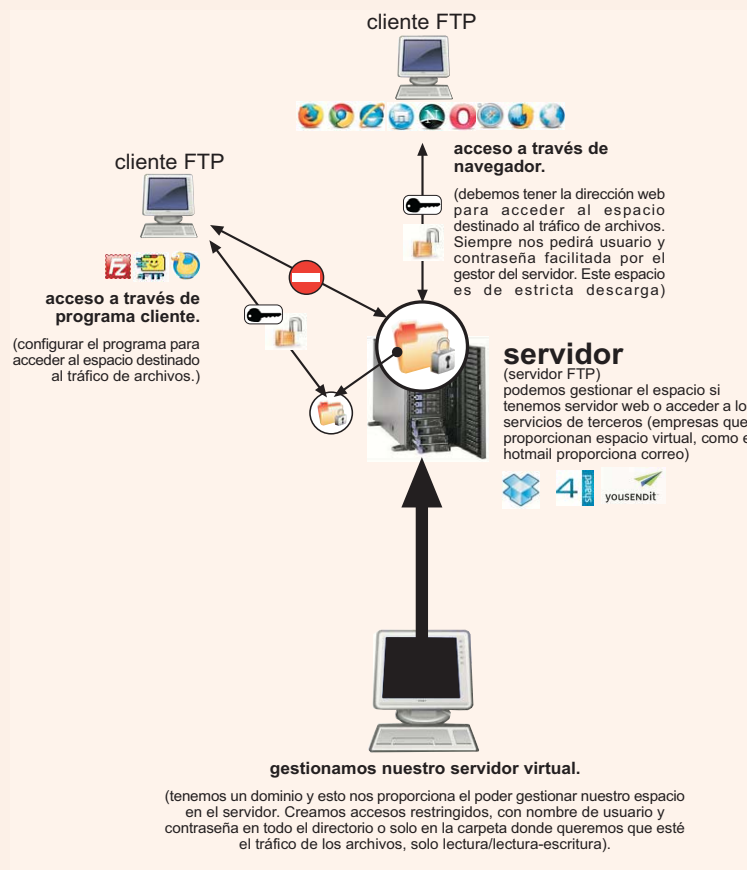 cliente FTP
acceso a través de
navegador.
(debemos tener la dirección web
para acceder al espacio
destinado al tráfico de archivos.
Siempre nos pedirá usuario y
contraseña facilitada por el
gestor del servidor. Este espacio
es de estricta descarga)
cliente FTP
FZ
acceso a través de
programa cliente.
(configurar el programa para
acceder al espacio destinado
al tráfico de archivos.)
servidor
(servidor FTP)
podemos gestionar el espacio si
tenemos servidor web o acceder a lo
servicios de terceros (empresas que
proporcionan espacio virtual, como e
hotmail proporciona correo)
4 shared
YOUSENDIT
gestionamos nuestro servidor virtual.
(tenemos un dominio y esto nos proporciona el poder gestionar nuestro espacio
en el servidor. Creamos accesos restringidos, con nombre de usuario y
contraseña en todo el directorio o solo en la carpeta donde queremos que esté
el tráfico de los archivos, solo lectura/lectura-escritura).